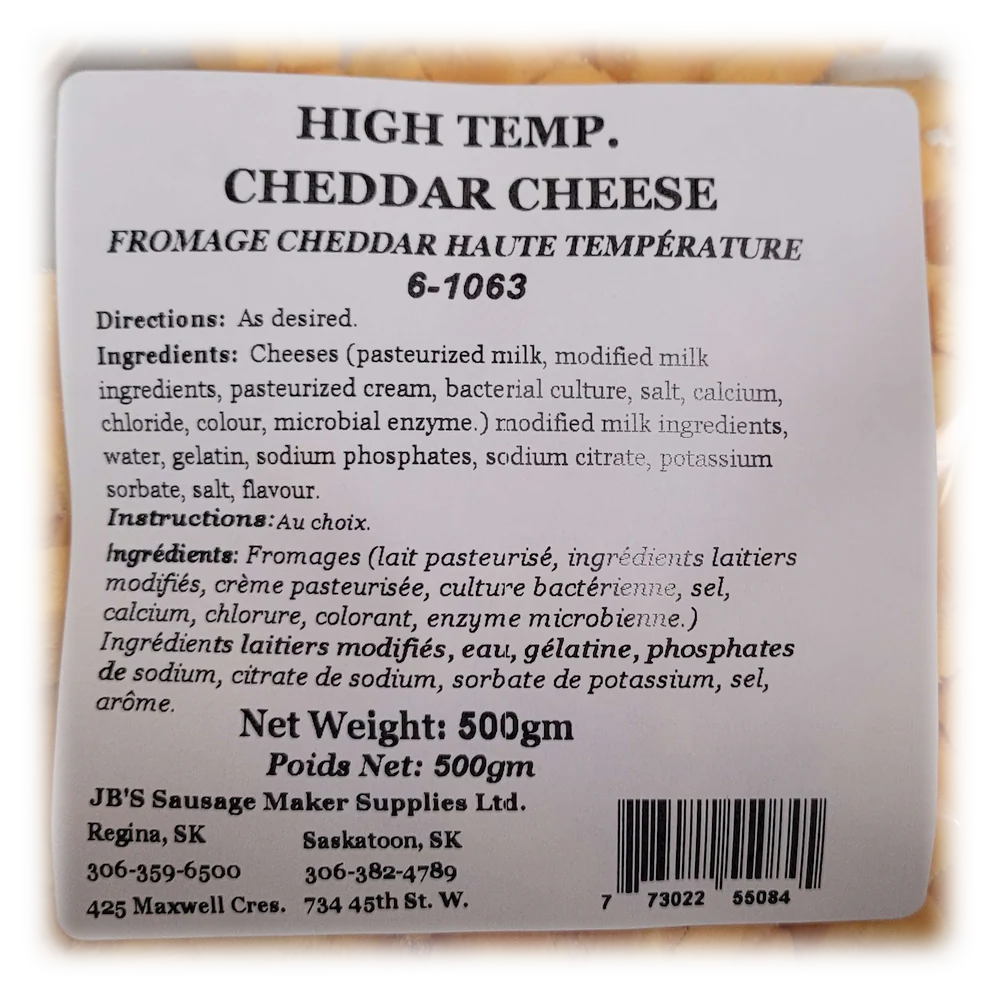 HIGH TEMP.
CHEDDAR CHEESE
FROMAGE CHEDDAR HAUTE TEMPÉRATURE
6-1063
Directions: As desired.
Ingredients: Cheeses (pasteurized milk, modified milk
ingredients, pasteurized cream, bacterial culture, salt, calcium,
chloride, colour, microbial enzyme.) modified milk ingredients,
water, gelatin, sodium phosphates, sodium citrate, potassium
sorbate, salt, flavour.
Instructions: Au choix.
Ingrédients: Fromages (lait pasteurisé, ingrédients laitiers
modifiés, crème pasteurisée, culture bactérienne, sel,
calcium, chlorure, colorant, enzyme microbienne.)
Ingrédients laitiers modifiés, eau, gélatine, phosphates
de sodium, citrate de sodium, sorbate de potassium, sel,
arôme.
Net Weight: 500gm
Poids Net: 500gm
JB'S Sausage Maker Supplies Ltd.
Regina, SK Saskatoon, SK
306-359-6500 306-382-4789
425 Maxwell Cres. 734 45th St. W.
7 73022 55084